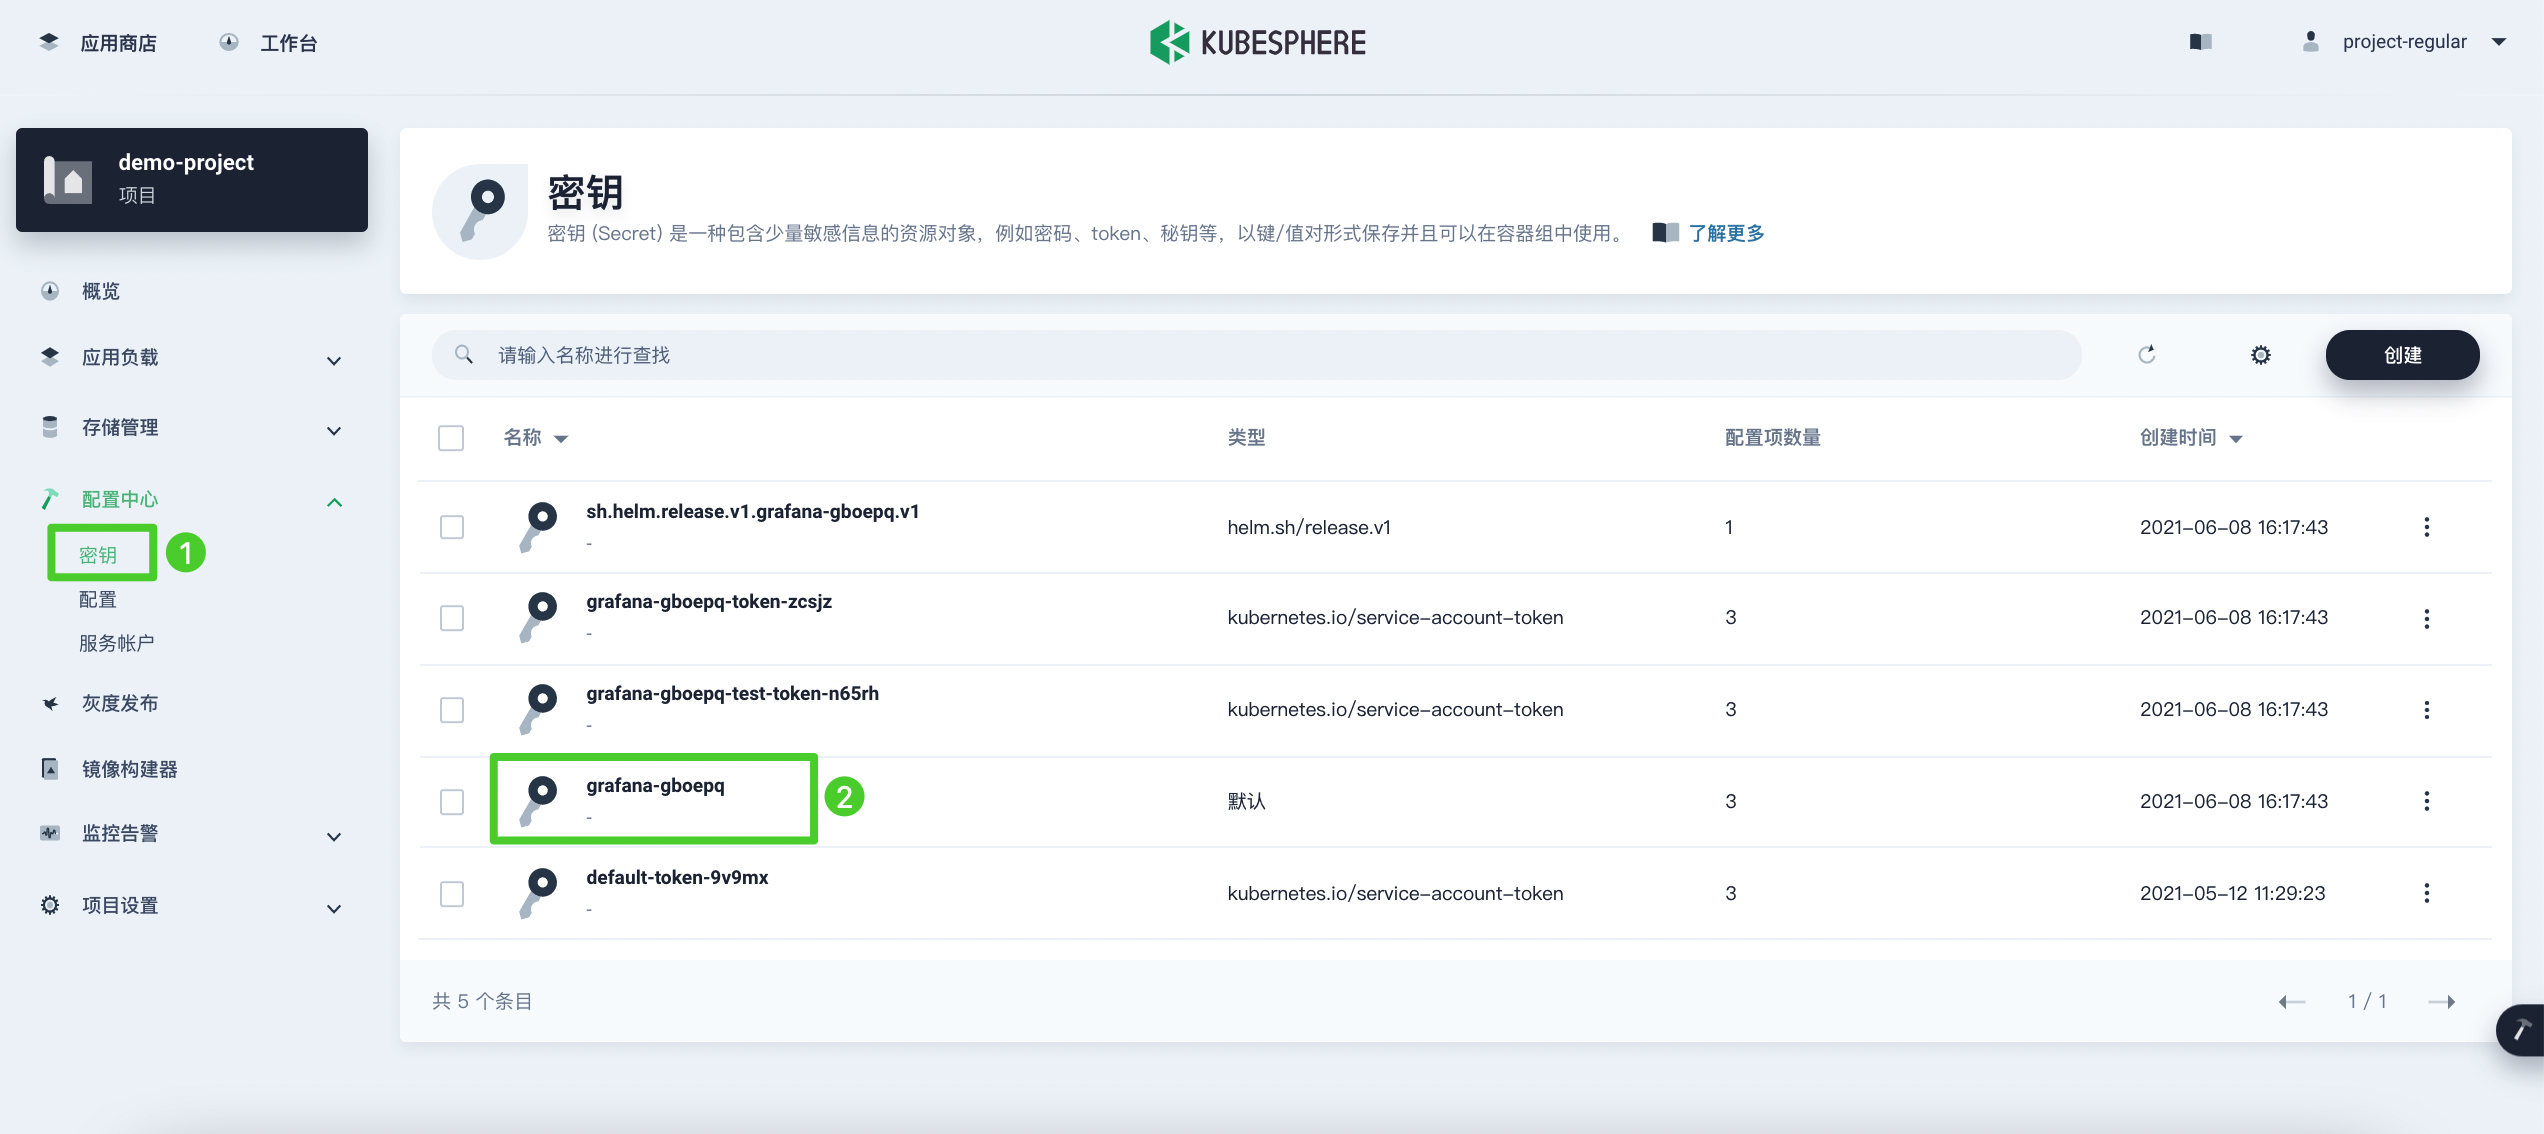 应用商店
工作台
KUBESPHERE
project-regular
demo-project
项目
概览
应用负载
存储管理
配置中心
密钥
1
配置
服务帐户
灰度发布
镜像构建器
监控告警
项目设置
密钥
密钥 (Secret) 是一种包含少量敏感信息的资源对象，例如密码、token、秘钥等，以键/值对形式保存并且可以在容器组中使用。 了解更多
请输入名称进行查找
创建
名称 类型 配置项数量 创建时间
sh.helm.release.v1.grafana-gboepq.v1
-
helm.sh/release.v1 1 2021-06-08 16:17:43
grafana-gboepq-token-zcsjz
-
kubernetes.io/service-account-token 3 2021-06-08 16:17:43
grafana-gboepq-test-token-n65rh
-
kubernetes.io/service-account-token 3 2021-06-08 16:17:43
grafana-gboepq
-
2
默认 3 2021-06-08 16:17:43
default-token-9v9mx
-
kubernetes.io/service-account-token 3 2021-05-12 11:29:23
共 5 个条目
1 / 1